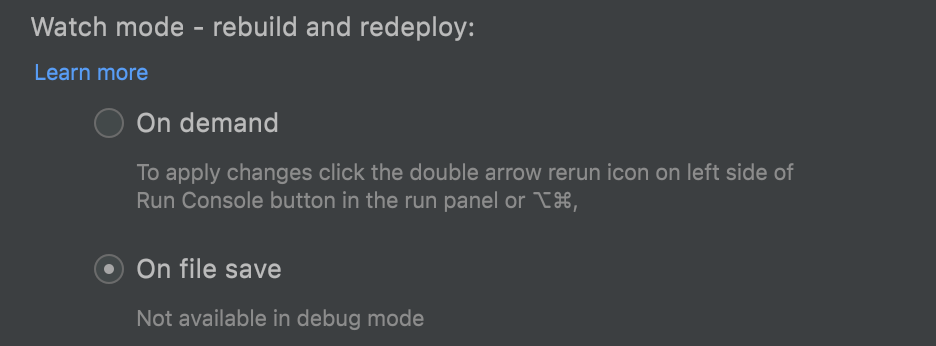 Watch mode - rebuild and redeploy:
Learn more
On demand
To apply changes click the double arrow rerun icon on left side of
Run Console button in the run panel or ⌥⌘,
On file save
Not available in debug mode